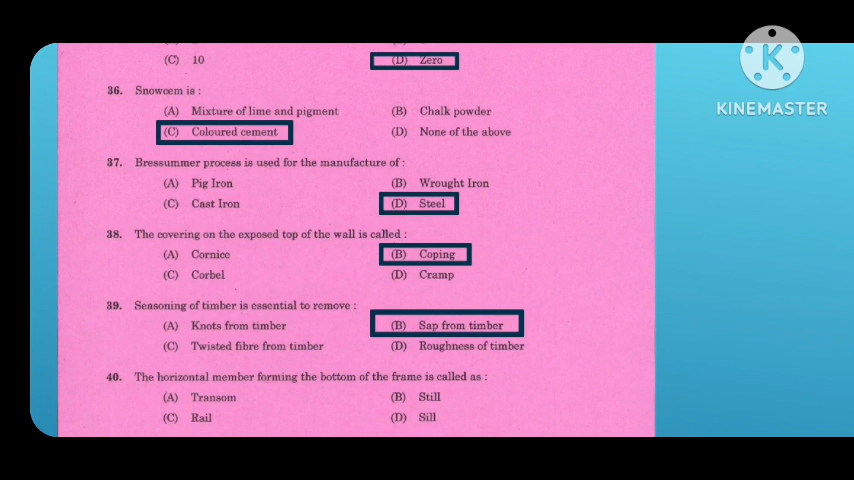 (C) 10 (D) Zero
36. Snowcem is :
(A) Mixture of lime and pigment (B) Chalk powder
(C) Coloured cement (D) None of the above
37. Bressummer process is used for the manufacture of :
(A) Pig Iron (B) Wrought Iron
(C) Cast Iron (D) Steel
38. The covering on the exposed top of the wall is called :
(A) Cornice (B) Coping
(C) Corbel (D) Cramp
39. Seasoning of timber is essential to remove :
(A) Knots from timber (B) Sap from timber
(C) Twisted fibre from timber (D) Roughness of timber
40. The horizontal member forming the bottom of the frame is called as :
(A) Transom (B) Still
(C) Rail (D) Sill
K
KINEMASTER